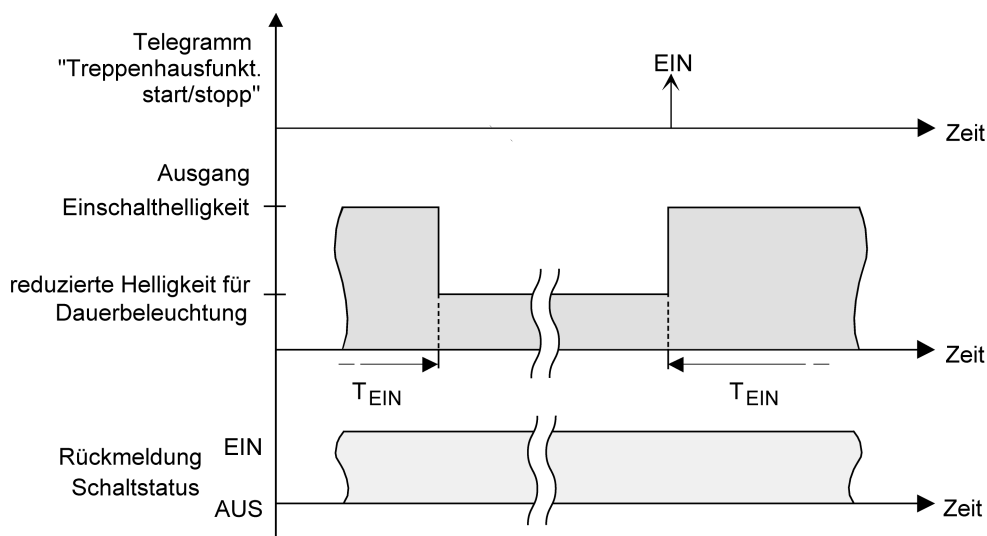 Telegramm
"Treppenhausfunkt.
start/stopp"
EIN
Zeit
Ausgang
Einschalthelligkeit
reduzierte Helligkeit für
Dauerbeleuchtung
Zeit
TEIN
TEIN
EIN
Rückmeldung
Schaltstatus
AUS
Zeit